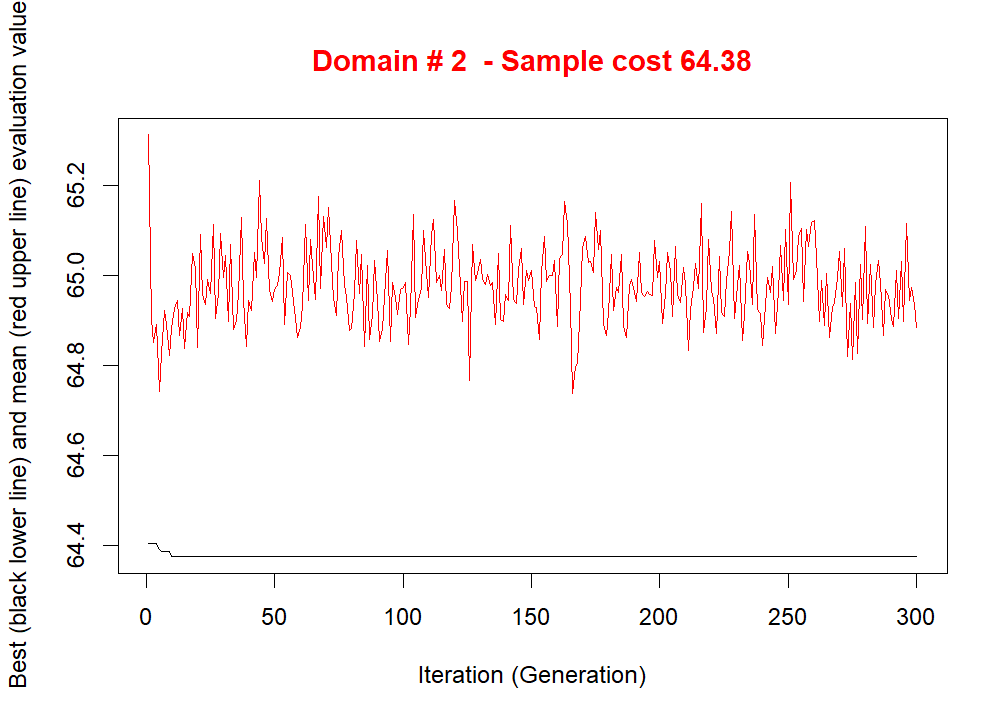 Domain # 2  - Sample cost 64.38
Best (black lower line) and mean (red upper line) evaluation value
65.2
65.0
64.8
64.6
64.4
0 50 100 150 200 250 300
Iteration (Generation)